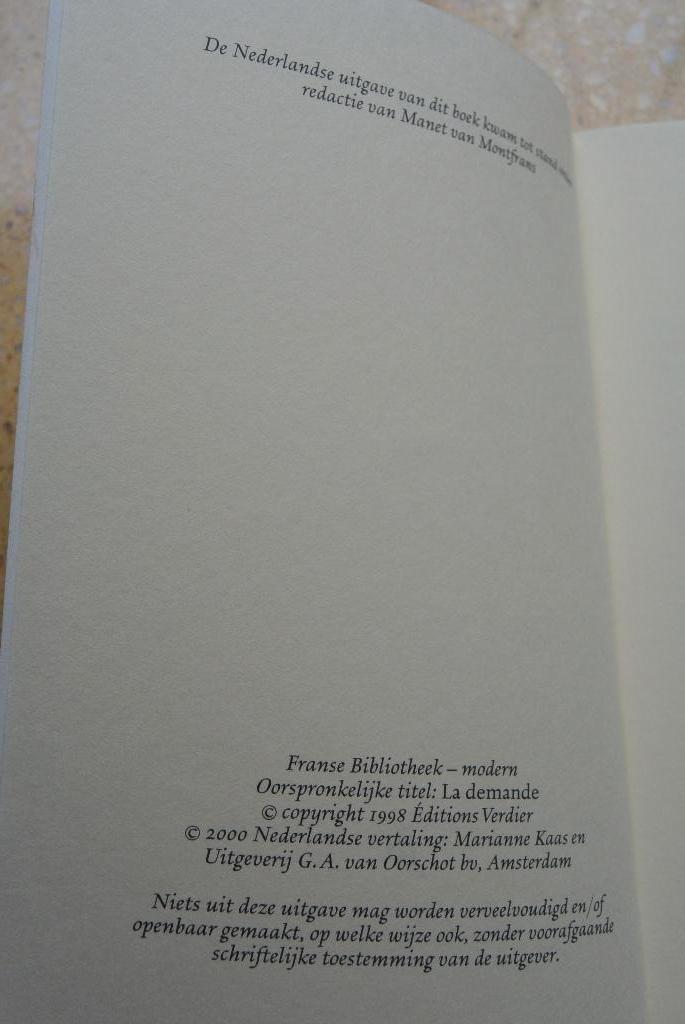 De Nederlandse uitgave van dit boek kwam tot stand
redactie van Manet van Montfrans
Franse Bibliotheek – modern
Oorspronkelijke titel: La demande
© copyright 1998 Éditions Verdier
© 2000 Nederlandse vertaling: Marianne Kaas en
Uitgeverij G.A. van Oorschot bv, Amsterdam
Niets uit deze uitgave mag worden verveelvoudigd en/of
openbaar gemaakt, op welke wijze ook, zonder voorafgaande
schriftelijke toestemming van de uitgever.